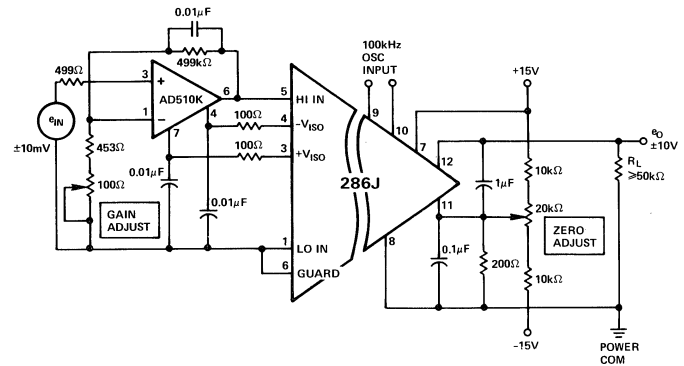 0.01μF
499kΩ
499Ω
3
+
AD510K
6
1
−
4
7
e_IN
±10mV
453Ω
100Ω
GAIN
ADJUST
0.01μF
0.01μF
100Ω
100Ω
5
HI IN
4
−V_ISO
3
+V_ISO
1
LO IN
6
GUARD
286J
100kHz
OSC
INPUT
9
10
7
12
11
8
+15V
1μF
0.1μF
200Ω
10kΩ
20kΩ
10kΩ
ZERO
ADJUST
-15V
e_O
±10V
R_L
⩾50kΩ
POWER
COM